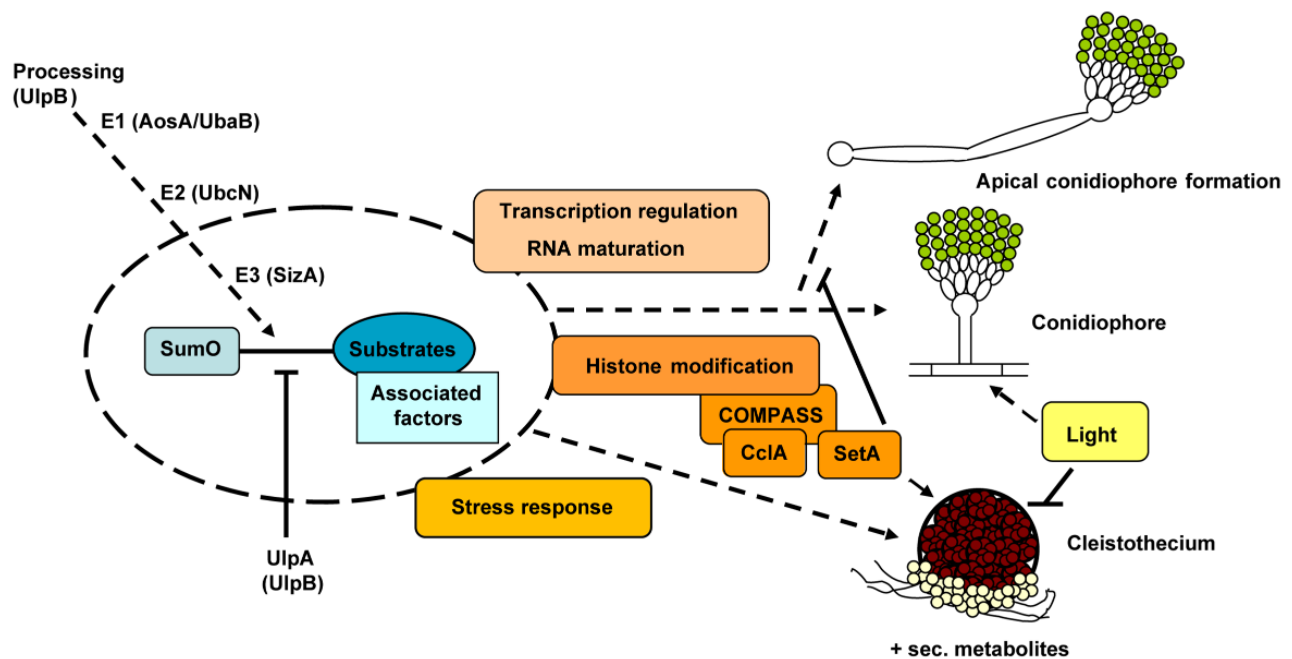 Processing
(UlpB)
E1 (AosA/UbaB)
E2 (UbcN)
E3 (SizA)
SumO
Substrates
Associated
factors
UlpA
(UlpB)
Transcription regulation
RNA maturation
Histone modification
COMPASS
CclA
SetA
Stress response
Apical conidiophore formation
Conidiophore
Light
Cleistothecium
+ sec. metabolites